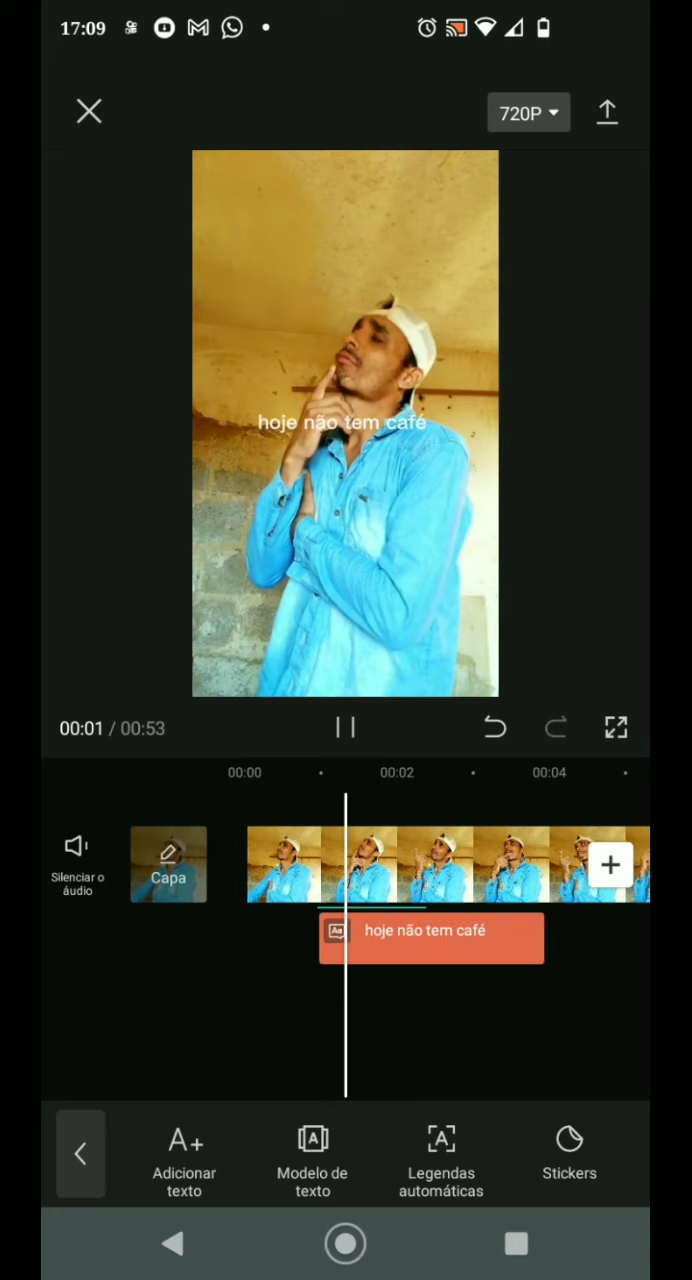 17:09
720P
hoje não tem café
00:01 / 00:53
00:00
00:02
00:04
Silenciar o
áudio
Capa
hoje não tem café
Adicionar
texto
Modelo de
texto
Legendas
automáticas
Stickers